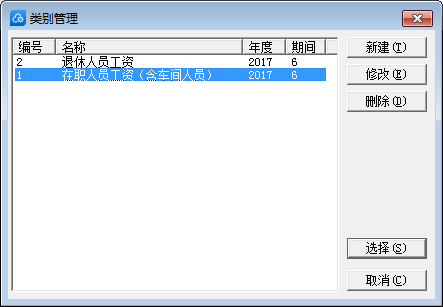 类别管理
编号 名称 年度 期间
2 退休人员工资 2017 6
1 在职人员工资（含车间人员） 2017 6
新建(I)
修改(E)
删除(D)
选择(S)
取消(C)